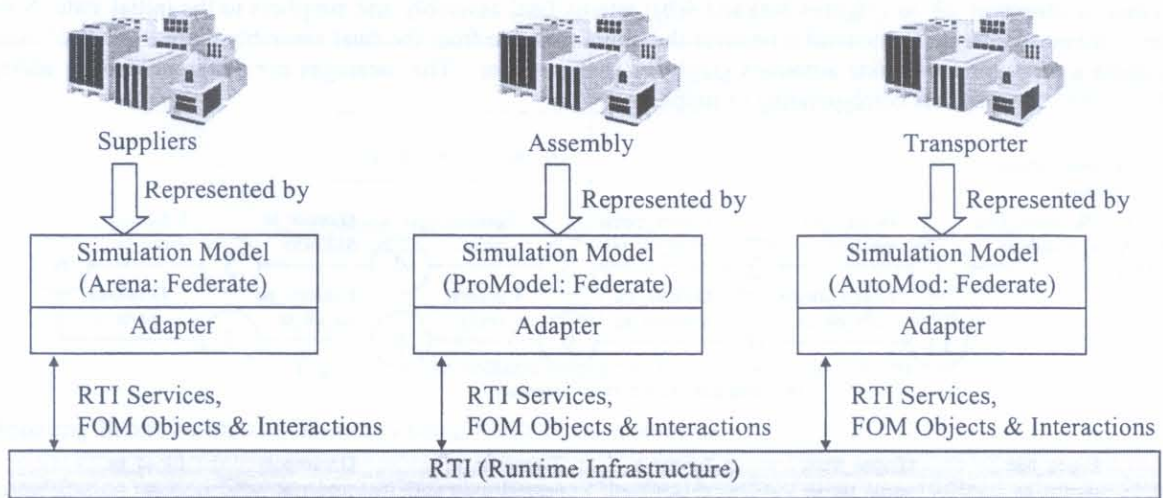 Suppliers
Assembly
Transporter
Represented by
Represented by
Represented by
Simulation Model
(Arena: Federate)
Adapter
Simulation Model
(ProModel: Federate)
Adapter
Simulation Model
(AutoMod: Federate)
Adapter
RTI Services,
FOM Objects & Interactions
RTI Services,
FOM Objects & Interactions
RTI Services,
FOM Objects & Interactions
RTI (Runtime Infrastructure)